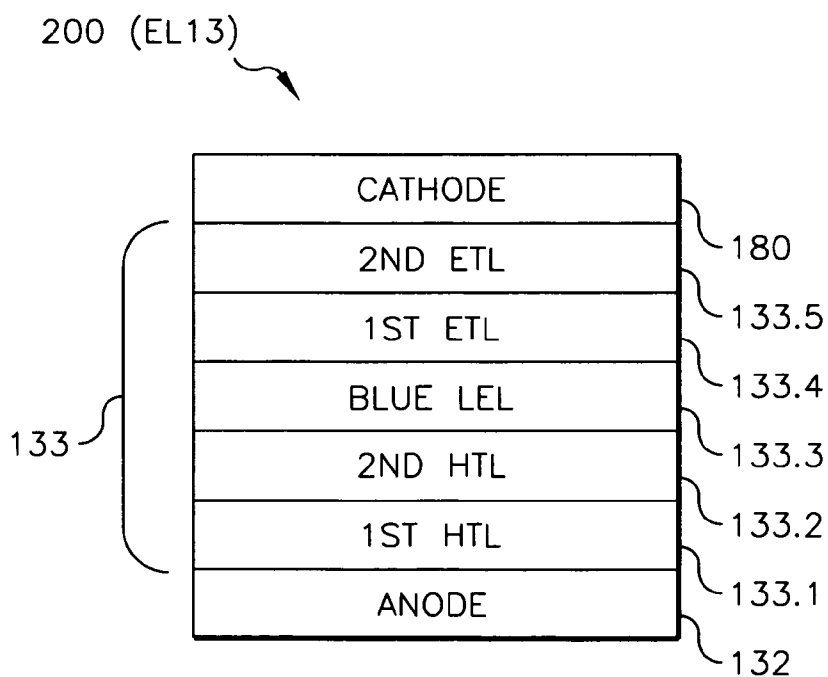 200 (EL13)
CATHODE
180
2ND ETL
133.5
1ST ETL
133.4
BLUE LEL
133
133.3
2ND HTL
133.2
1ST HTL
133.1
ANODE
132